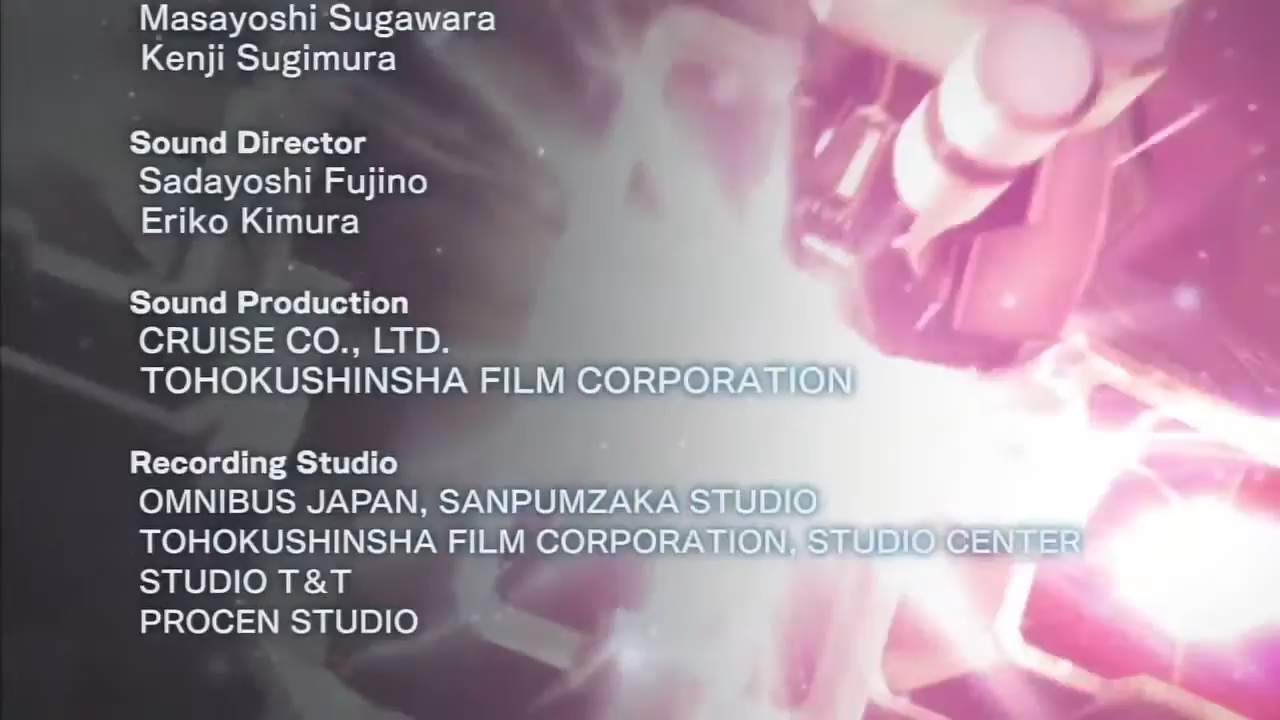 Masayoshi Sugawara
Kenji Sugimura
Sound Director
Sadayoshi Fujino
Eriko Kimura
Sound Production
CRUISE CO., LTD.
TOHOKUSHINSHA FILM CORPORATION
Recording Studio
OMNIBUS JAPAN, SANPUMZAKA STUDIO
TOHOKUSHINSHA FILM CORPORATION, STUDIO CENTER
STUDIO T&T
PROCEN STUDIO